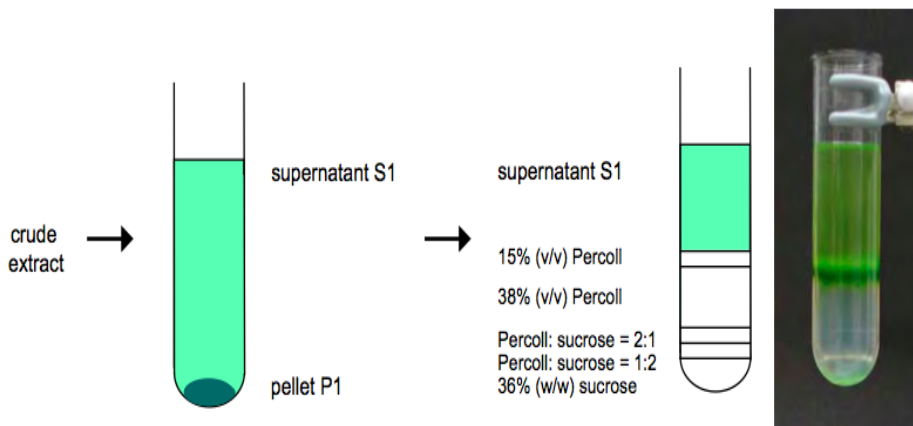 supernatant S1
crude
extract
pellet P1
supernatant S1
15% (v/v) Percoll
38% (v/v) Percoll
Percoll: sucrose = 2:1
Percoll: sucrose = 1:2
36% (w/w) sucrose